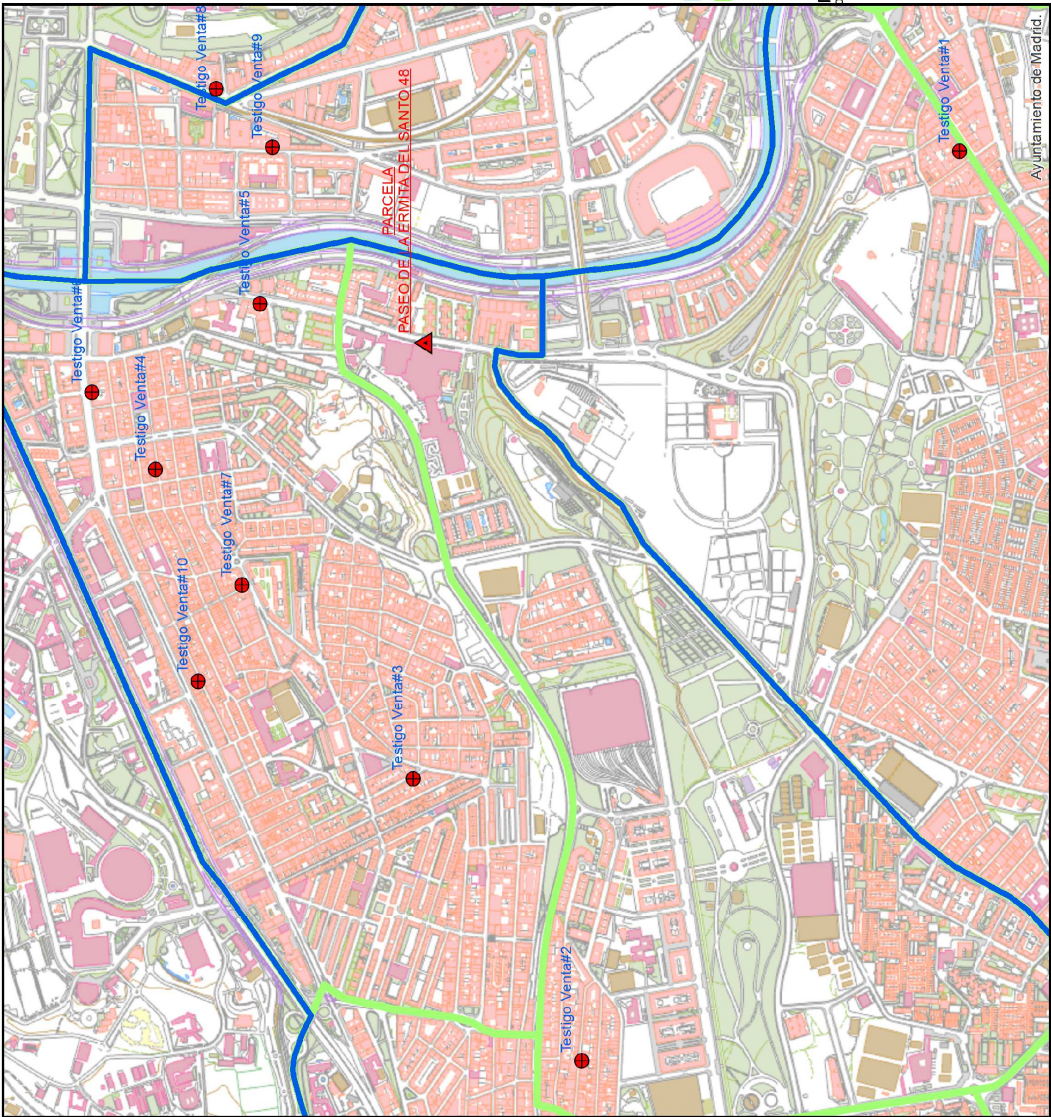 Testigo Venta#8
Testigo Venta#9
Testigo Venta#1
Ayuntamiento de Madrid.
PARCELA
PASEO DE LA ERMITA DEL SANTO 48
Testigo Venta#5
Testigo Venta#
Testigo Venta#4
Testigo Venta#7
Testigo Venta#10
Testigo Venta#3
Testigo Venta#2